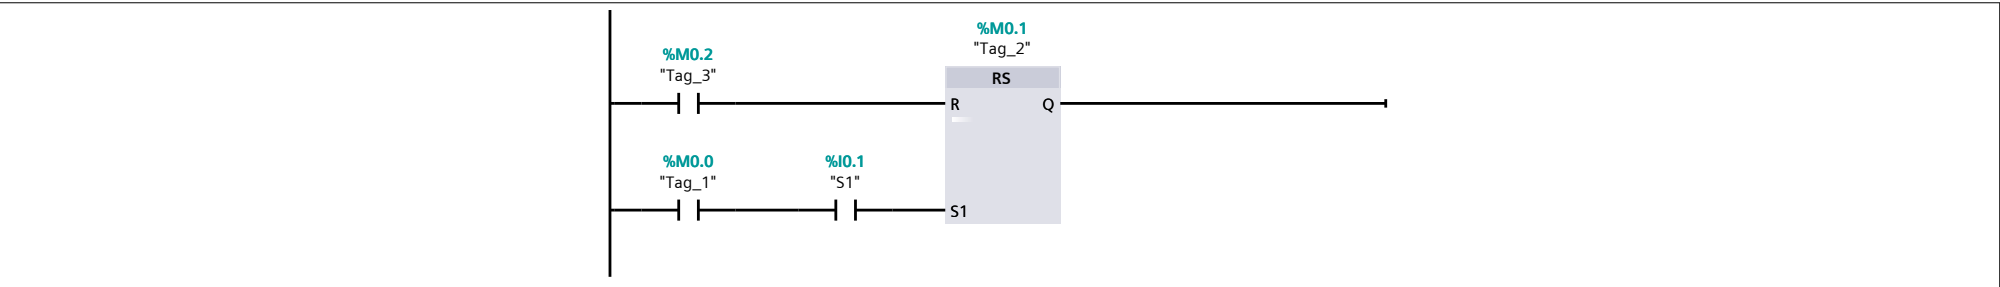 %M0.1
"Tag_2"
%M0.2
"Tag_3"
RS
R
Q
%M0.0
"Tag_1"
%I0.1
"S1"
S1